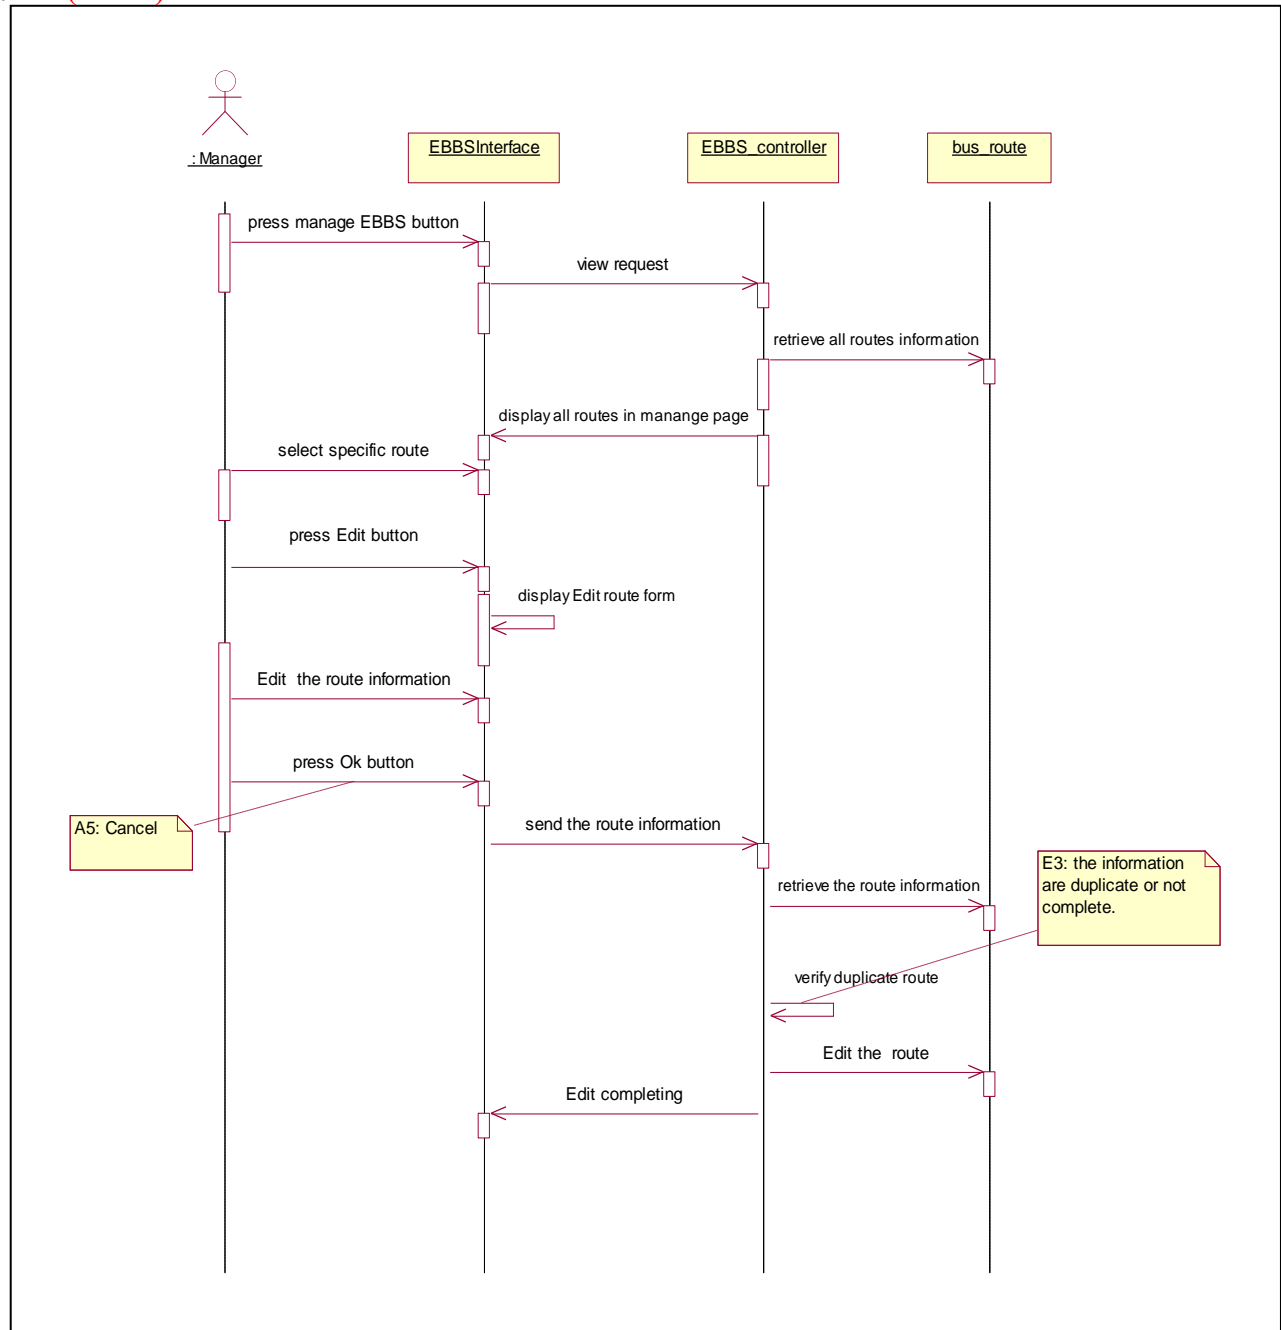 : Manager
EBBSInterface
EBBS_controller
bus_route
press manage EBBS button
view request
retrieve all routes information
display all routes in manange page
select specific route
press Edit button
display Edit route form
Edit the route information
press Ok button
A5: Cancel
send the route information
E3: the information
are duplicate or not
complete.
retrieve the route information
verify duplicate route
Edit the route
Edit completing